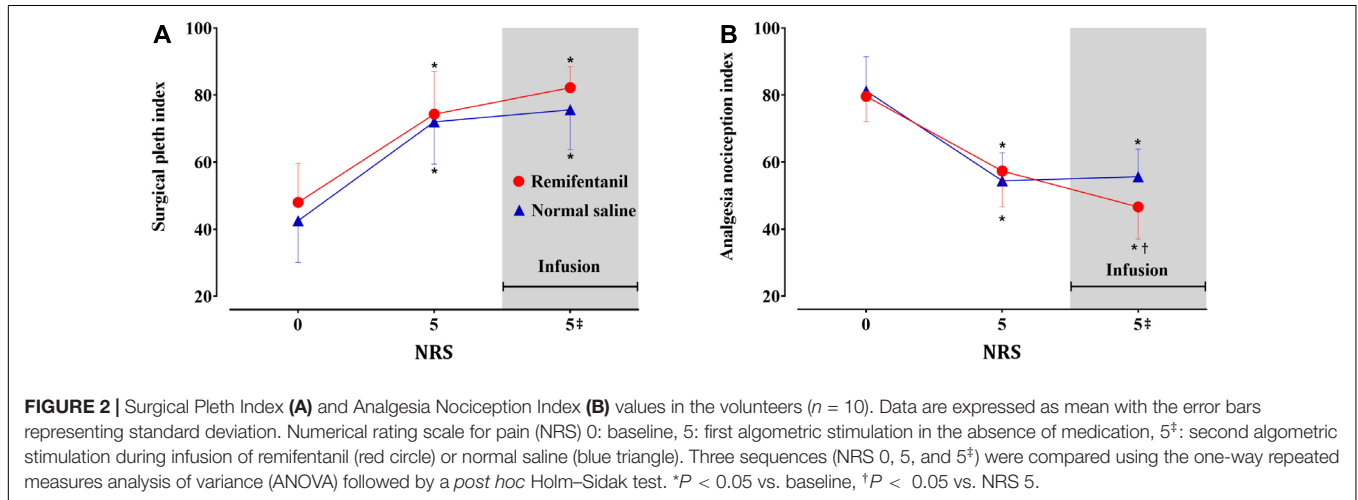 A
100
80
60
40
20
Surgical pleth index
*
*
*
*
Remifentanil
Normal saline
Infusion
0 5 5‡
NRS
B
100
80
60
40
20
Analgesia nociception index
*
*
*
* †
Infusion
0 5 5‡
NRS
FIGURE 2 | Surgical Pleth Index (A) and Analgesia Nociception Index (B) values in the volunteers (n = 10). Data are expressed as mean with the error bars
representing standard deviation. Numerical rating scale for pain (NRS) 0: baseline, 5: first algometric stimulation in the absence of medication, 5‡: second algometric
stimulation during infusion of remifentanil (red circle) or normal saline (blue triangle). Three sequences (NRS 0, 5, and 5‡) were compared using the one-way repeated
measures analysis of variance (ANOVA) followed by a post hoc Holm–Sidak test. *P < 0.05 vs. baseline, †P < 0.05 vs. NRS 5.